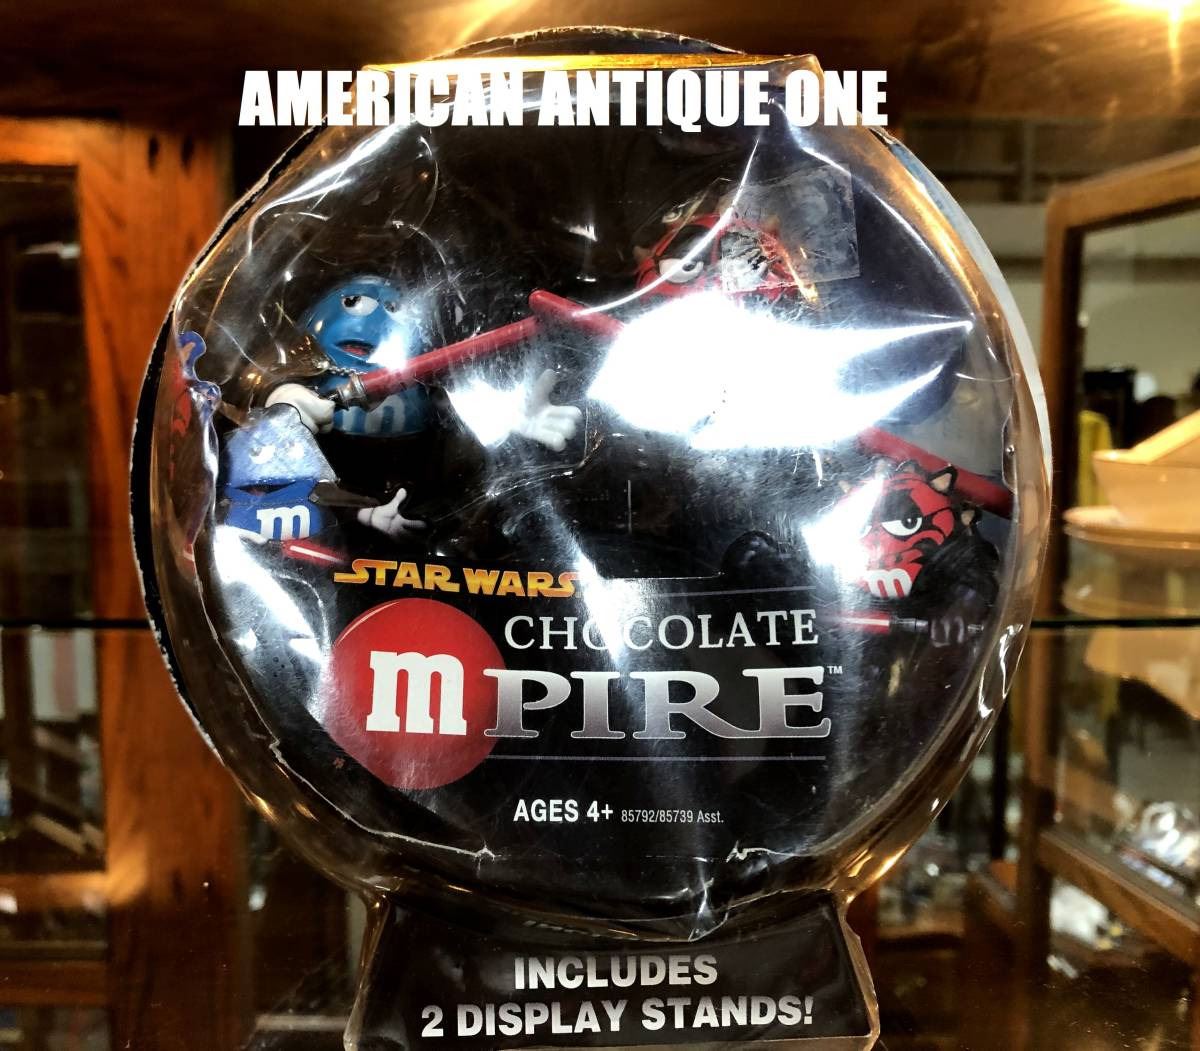 AMERICAN ANTIQUE ONE
m
m
m
STAR WARS
CHOCOLATE
mPIRE™
AGES 4+ 85792/85739 Asst.
INCLUDES
2 DISPLAY STANDS!